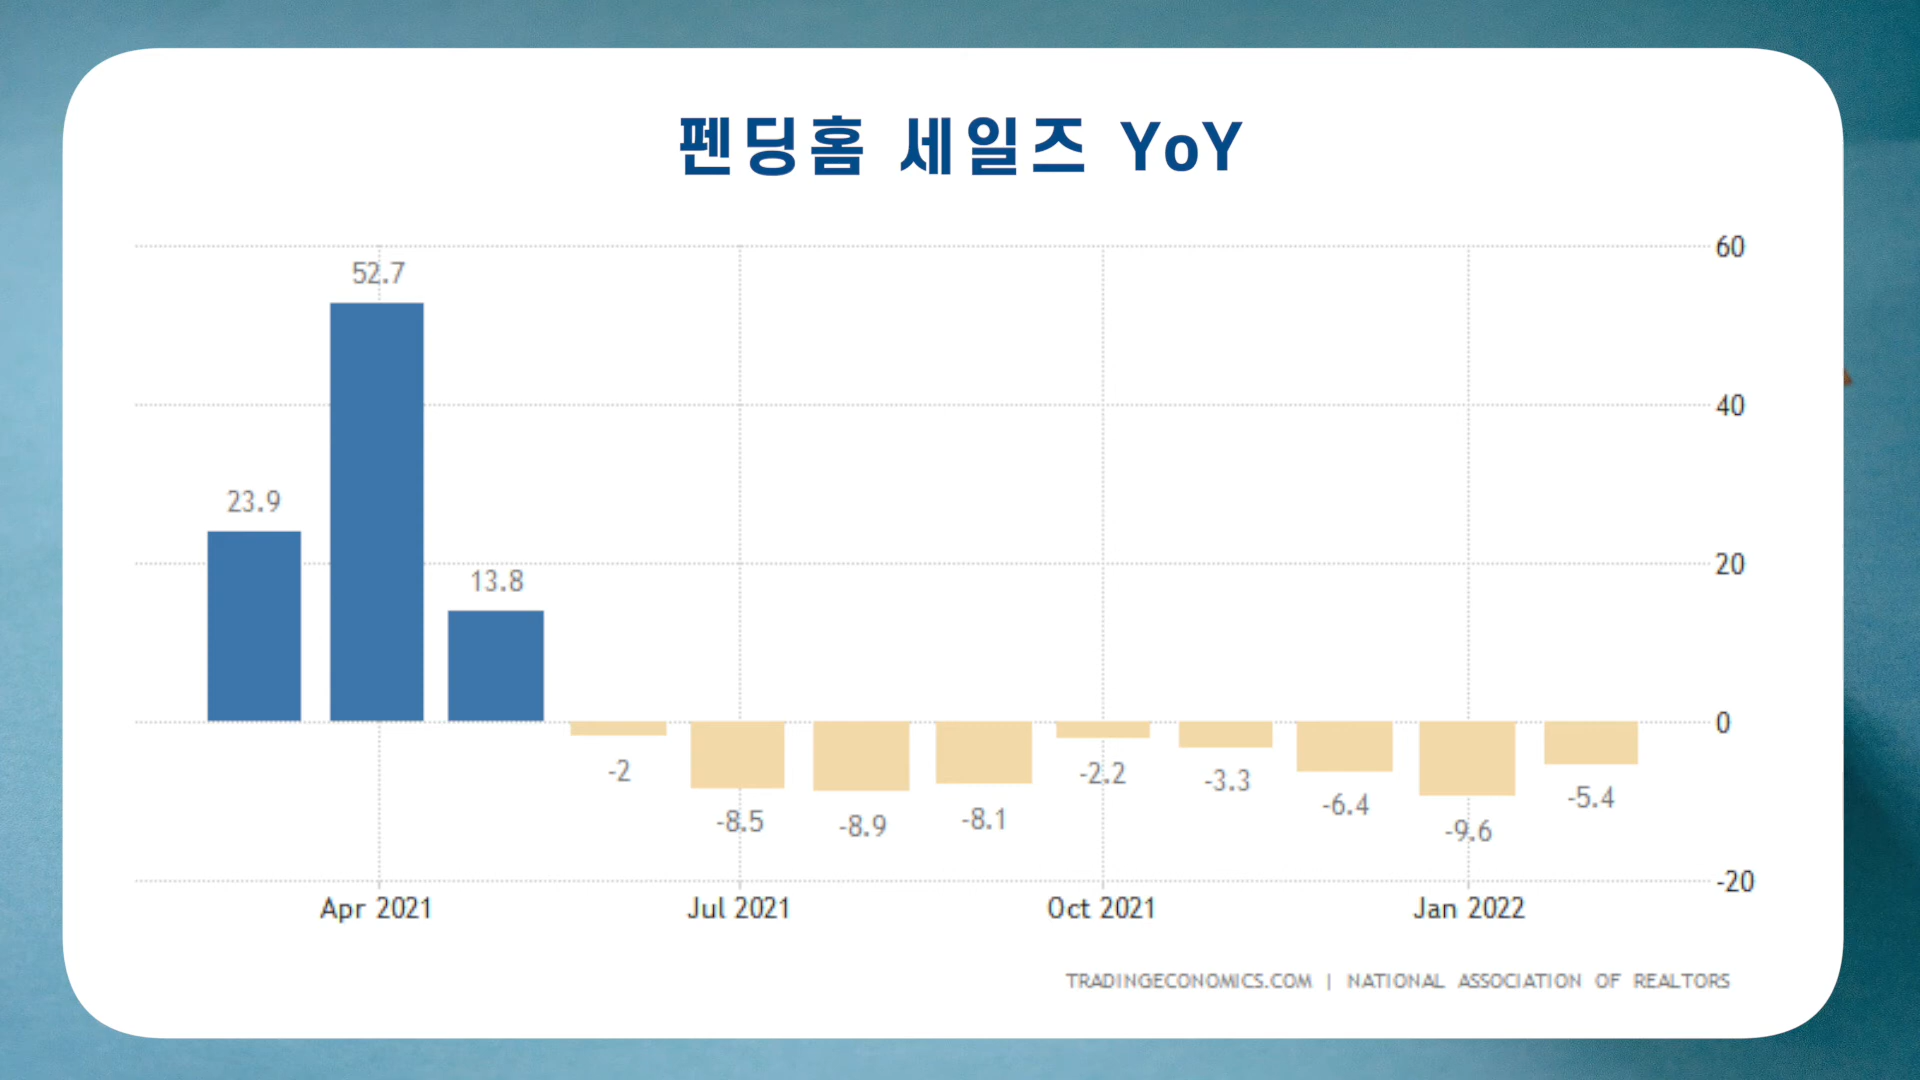 펜딩홈 세일즈 YoY
60
52.7
40
23.9
20
13.8
0
-2
-8.5
-8.9
-8.1
-2.2
-3.3
-6.4
-9.6
-5.4
-20
Apr 2021
Jul 2021
Oct 2021
Jan 2022
TRADINGECONOMICS.COM | NATIONAL ASSOCIATION OF REALTORS